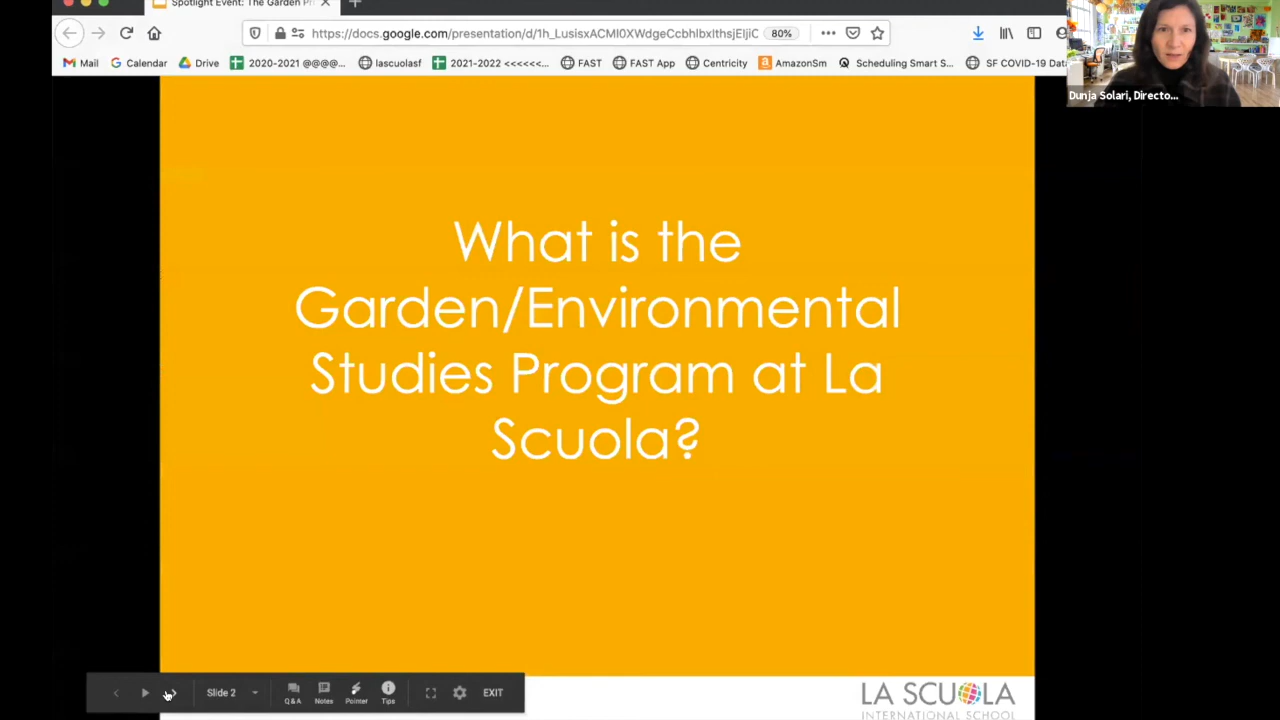 Spotlight Event: The Garden Pr
https://docs.google.com/presentation/d/
80%
Mail
Calendar
Drive
2020-2021 @@@@...
lascuolasf
2021-2022 <<<<<<...
FAST
FAST App
Centricity
AmazonSm
Scheduling Smart S...
SF COVID-19 Data
Dunja Solari, Directo...
What is the
Garden/Environmental
Studies Program at La
Scuola?
Slide 2
Q&A
Notes
Pointer
Tips
EXIT
LA SCUOLA
INTERNATIONAL SCHOOL